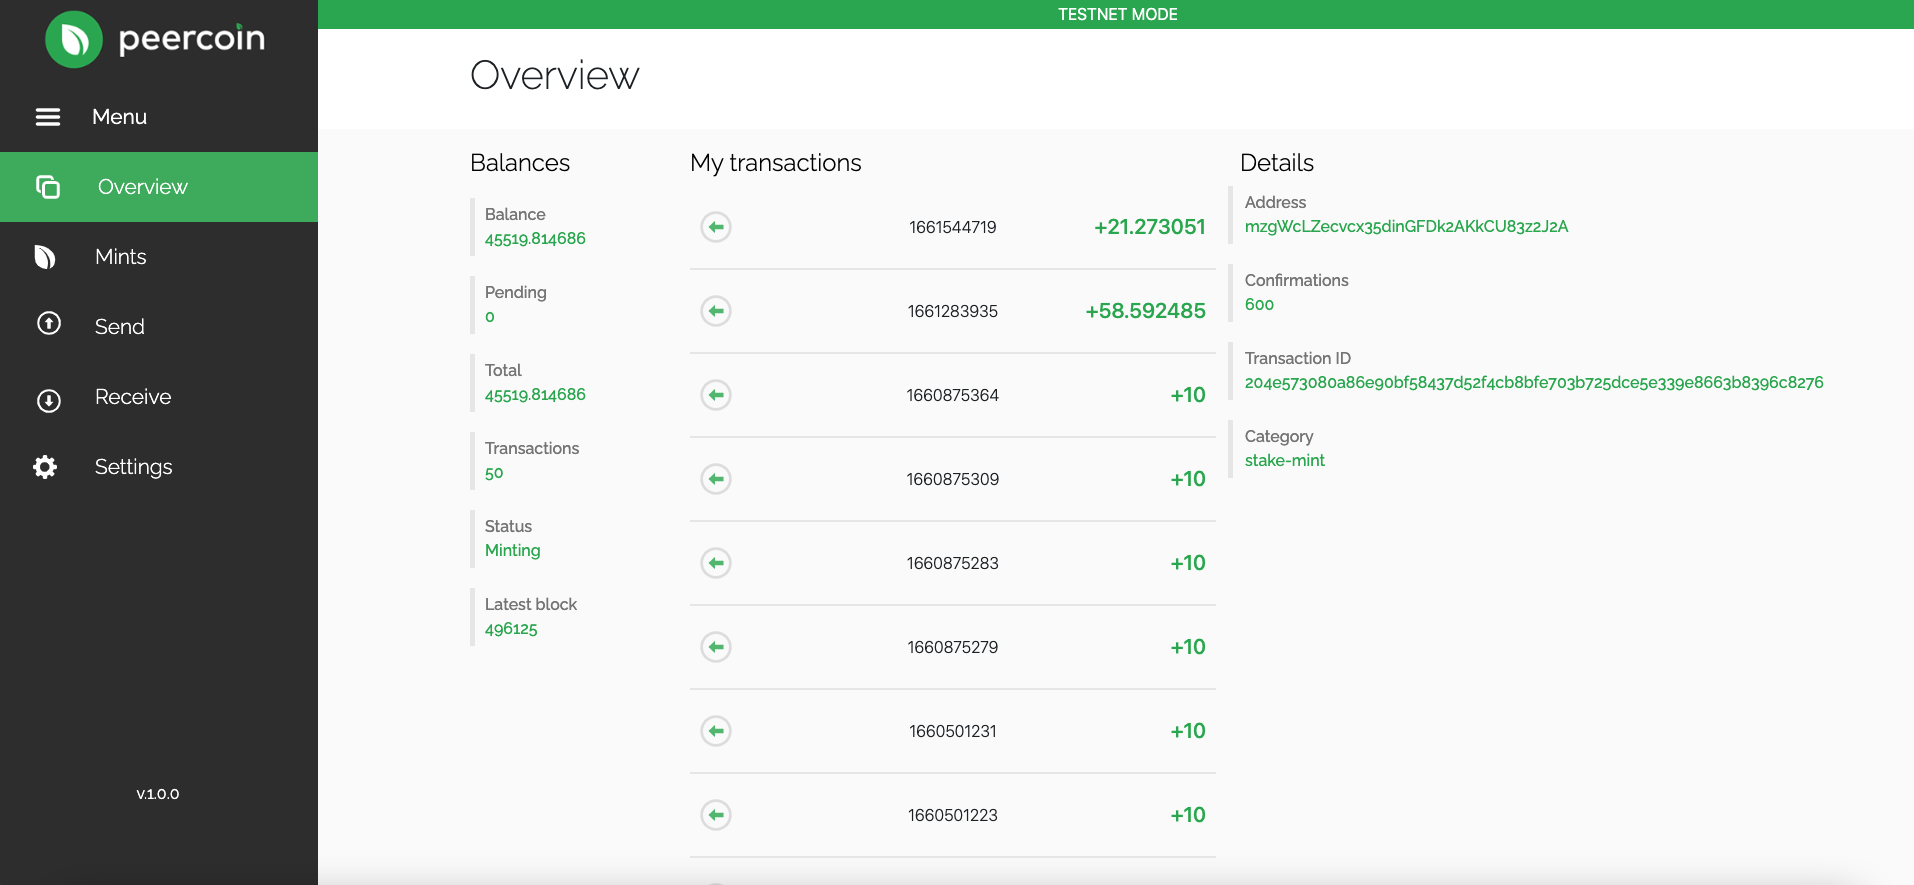 peercoin
Menu
Overview
Mints
Send
Receive
Settings
v.1.0.0
TESTNET MODE
Overview
Balances
Balance
45519.814686
Pending
0
Total
45519.814686
Transactions
50
Status
Minting
Latest block
496125
My transactions
1661544719 +21.273051
1661283935 +58.592485
1660875364 +10
1660875309 +10
1660875283 +10
1660875279 +10
1660501231 +10
1660501223 +10
Details
Address
mzgWcLZecvcx35dinGFDk2AKkCU83z2J2A
Confirmations
600
Transaction ID
204e573080a86e90bf58437d52f4cb8bfe703b725dce5e339e8663b8396c8276
Category
stake-mint